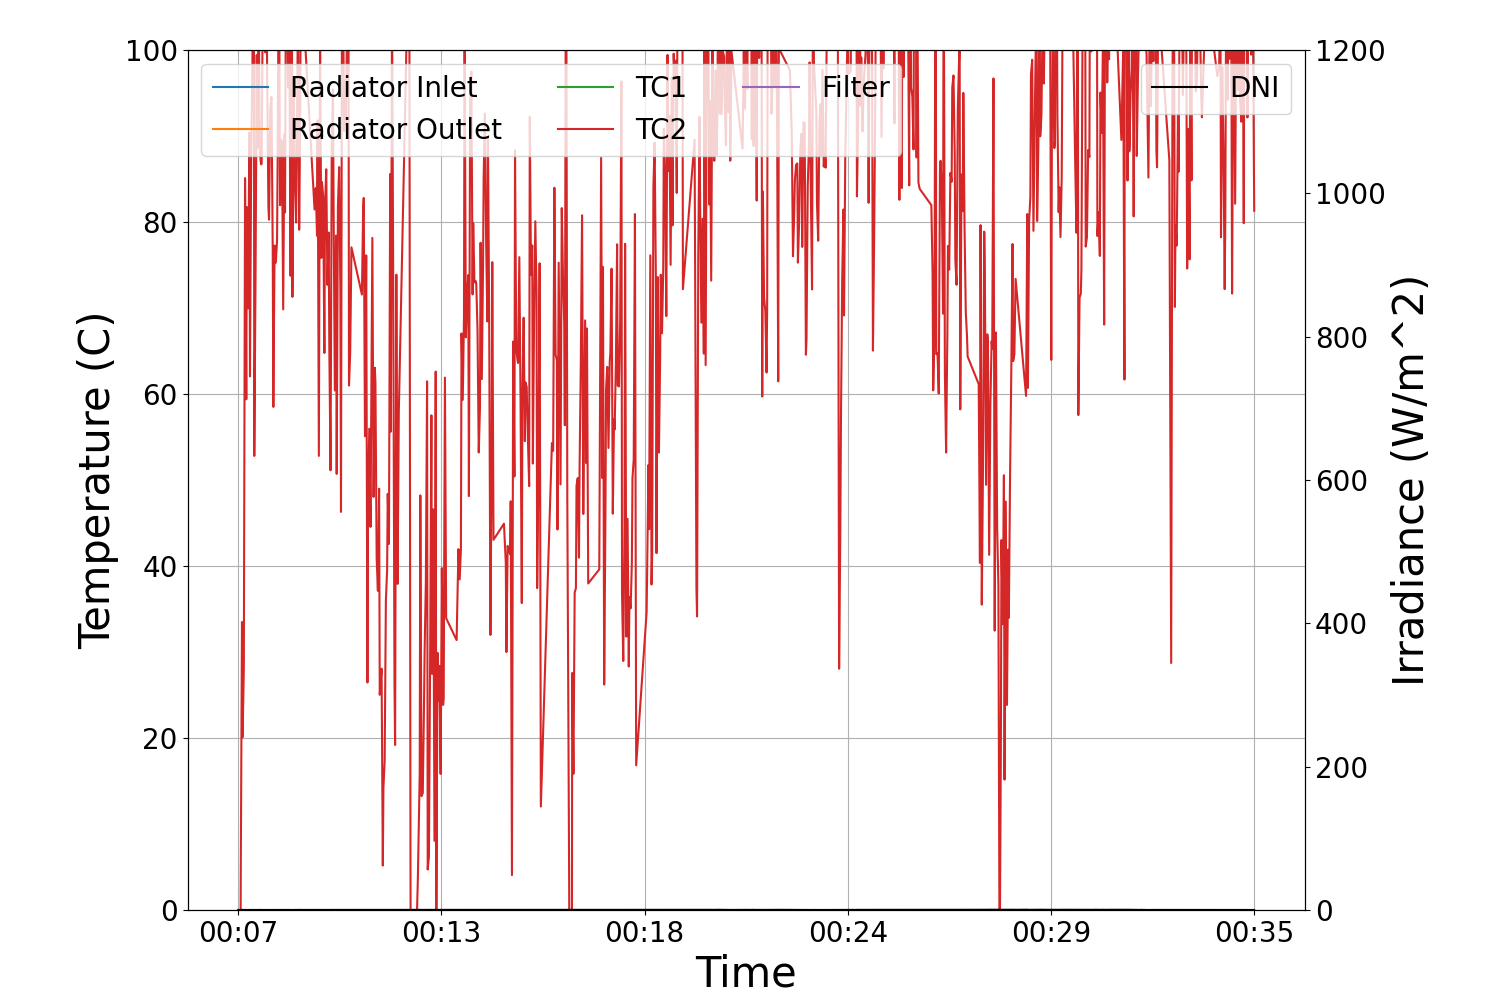 Radiator Inlet
Radiator Outlet
TC1
TC2
Filter
DNI
100
80
60
40
20
0
Temperature (C)
1200
1000
800
600
400
200
0
Irradiance (W/m^2)
00:07 00:13 00:18 00:24 00:29 00:35
Time